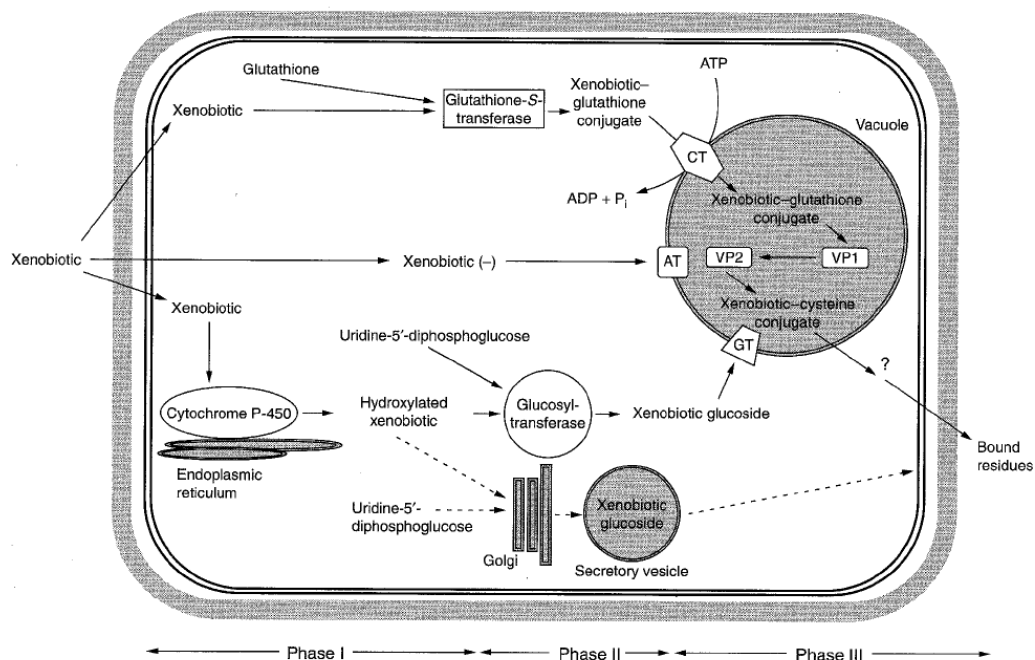 Glutathione
Xenobiotic
Glutathione-S-
transferase
Xenobiotic–
glutathione
conjugate
ATP
Vacuole
CT
ADP + Pi
Xenobiotic–glutathione
conjugate
Xenobiotic
Xenobiotic (–)
AT
VP2
VP1
Xenobiotic–cysteine
conjugate
GT
?
Xenobiotic
Uridine-5′-diphosphoglucose
Cytochrome P-450
Hydroxylated
xenobiotic
Glucosyl-
transferase
Xenobiotic glucoside
Endoplasmic
reticulum
Bound
residues
Uridine-5′-
diphosphoglucose
Golgi
Xenobiotic
glucoside
Secretory vesicle
Phase I
Phase II
Phase III